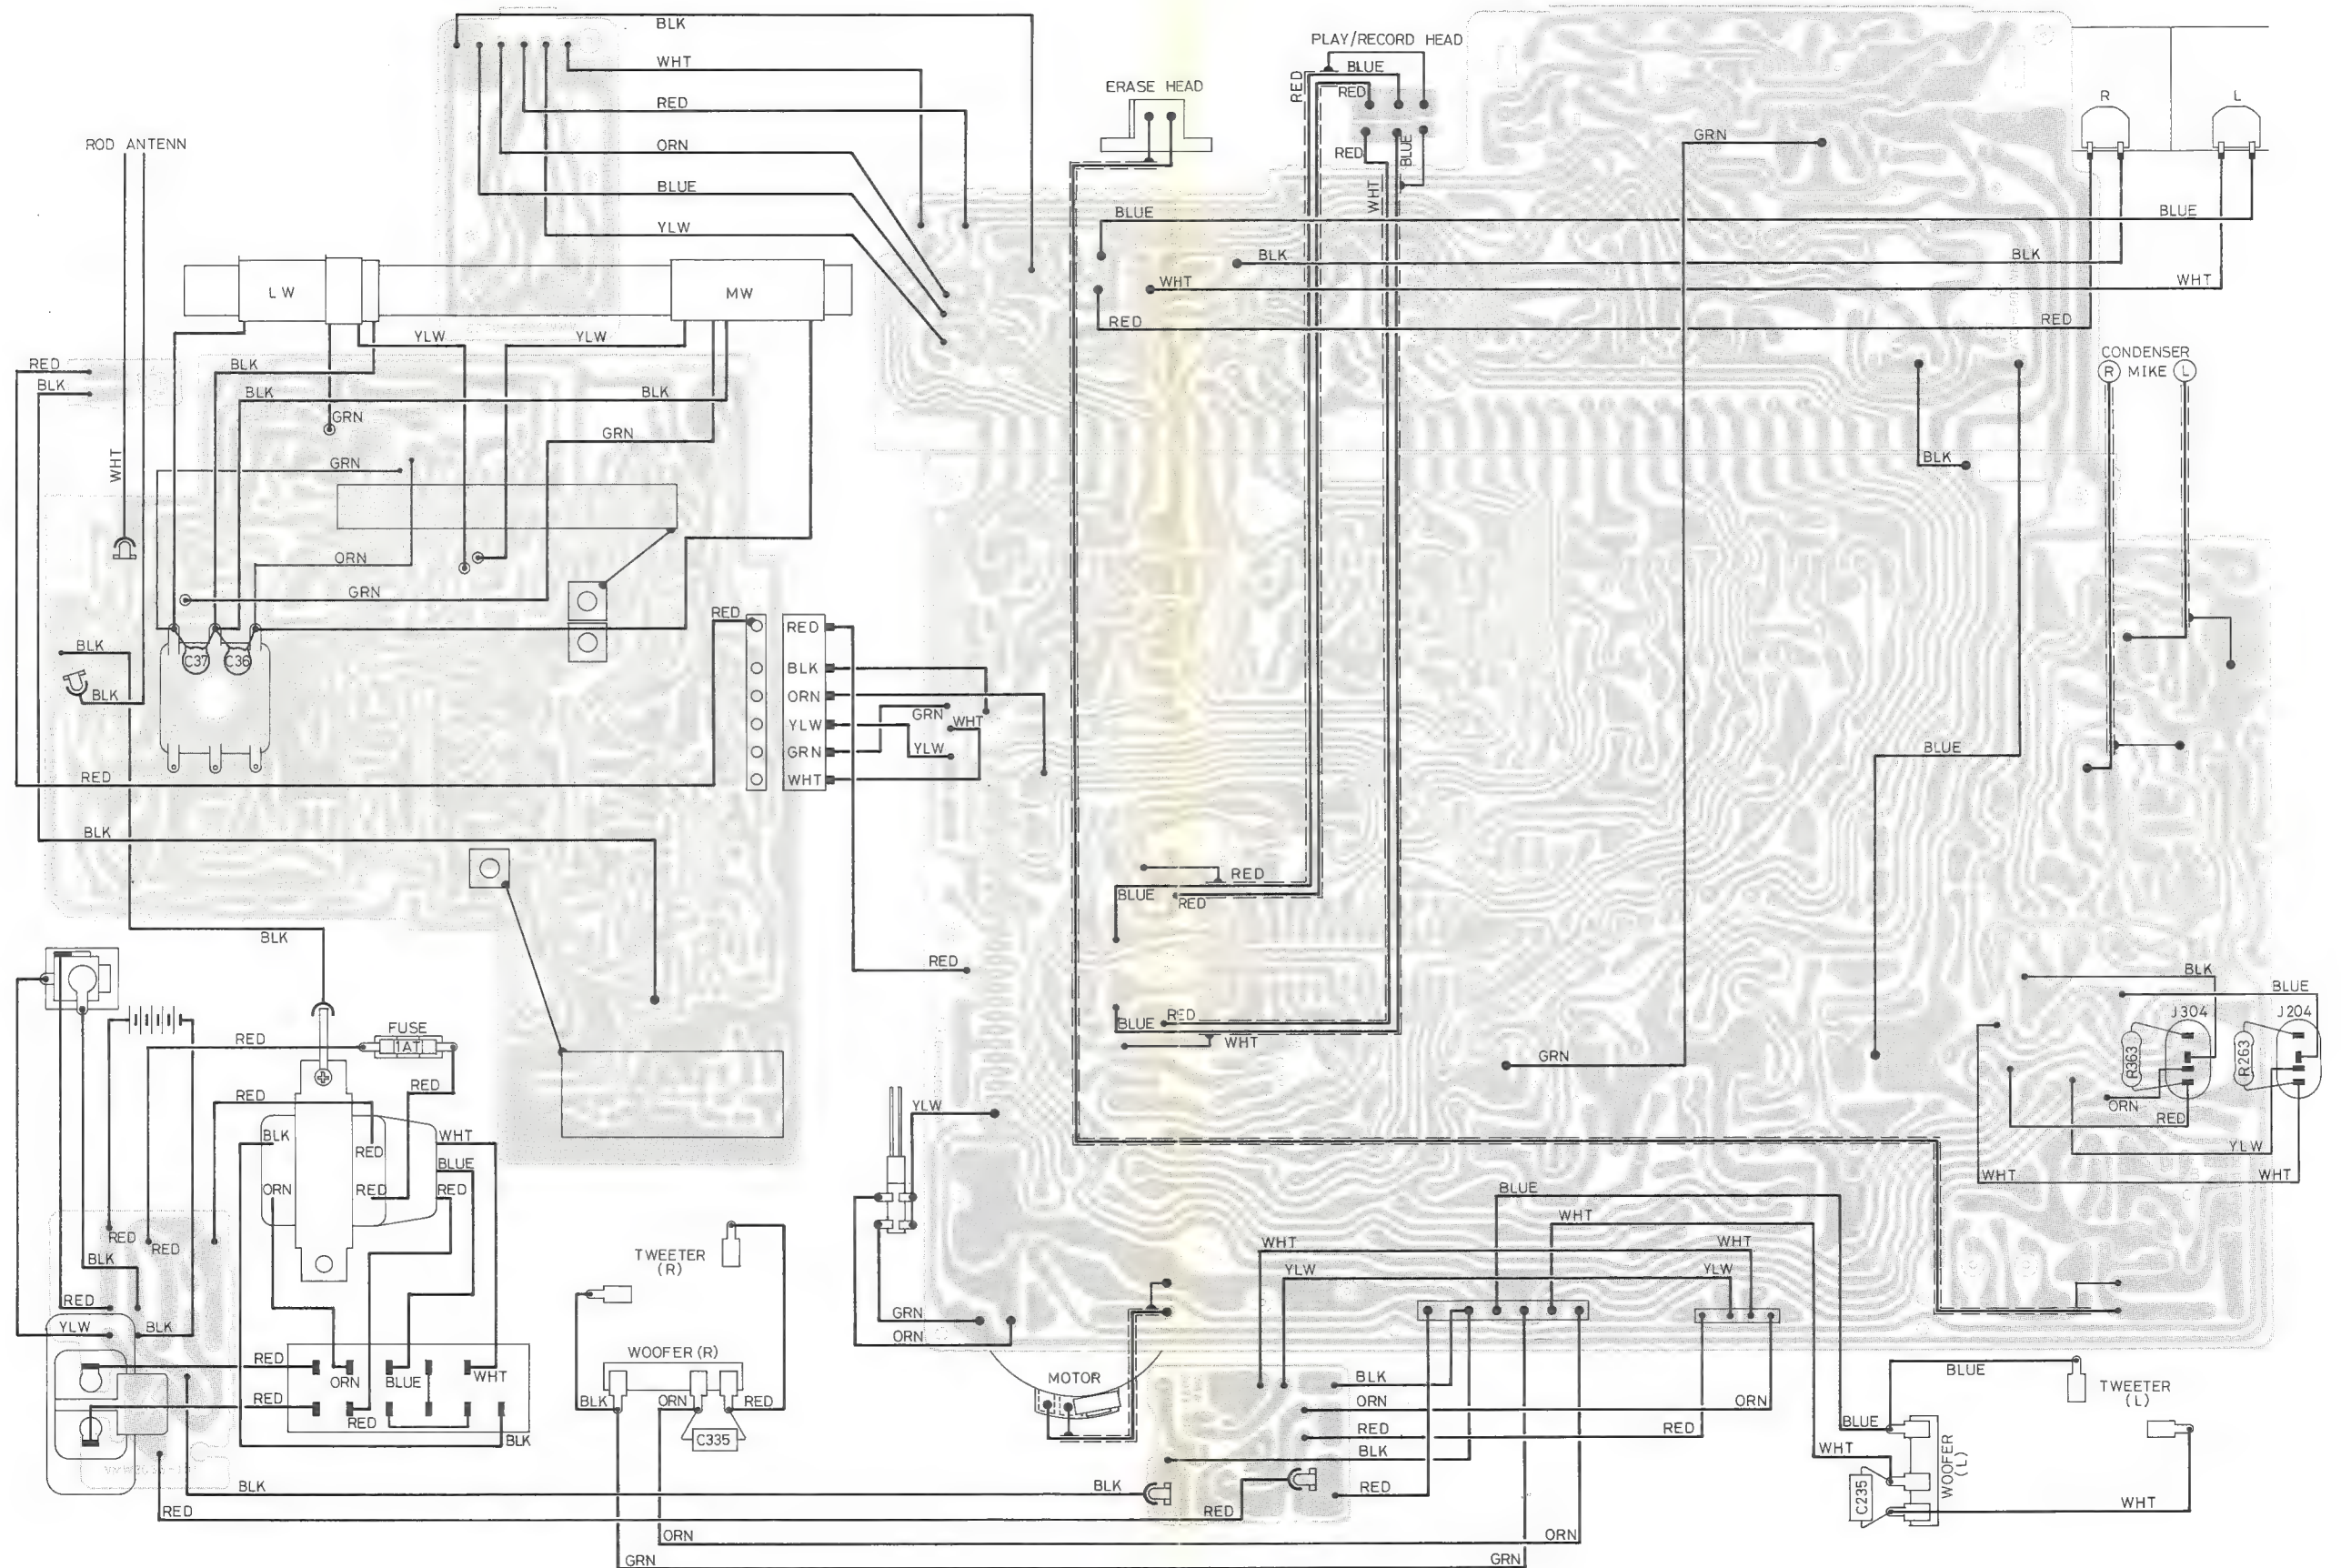 BLK
PLAY/RECORD HEAD
WHT
RED
BLUE
ERASE HEAD
RED
R
L
RED
GRN
ROD ANTENN
ORN
RED
BLUE
BLUE
WHT
BLUE
BLUE
YLW
BLK
BLK
LW
MW
WHT
WHT
RED
RED
YLW
YLW
CONDENSER
R MIKE L
RED
BLK
BLK
BLK
BLK
GRN
GRN
WHT
GRN
BLK
ORN
GRN
RED
RED
BLK
C37 C36
BLK
BLK
ORN
GRN
YLW
WHT
GRN
YLW
BLUE
WHT
RED
BLK
RED
BLUE
RED
BLK
RED
BLK
BLUE
RED
BLUE
J304
J204
FUSE
1AT
RED
WHT
GRN
R363
R263
RED
RED
YLW
ORN
RED
BLK
WHT
RED
BLUE
YLW
ORN
RED
RED
WHT
WHT
BLUE
WHT
RED
RED
TWEETER
(R)
WHT
WHT
BLK
YLW
YLW
RED
GRN
YLW
BLK
ORN
WOOFER (R)
RED
ORN
BLUE
WHT
MOTOR
BLK
BLUE
TWEETER
(L)
RED
RED
BLK
ORN
RED
ORN
ORN
BLUE
BLK
C335
RED
RED
BLK
WHT
WOOFER
(L)
C235
BLK
BLK
RED
WHT
RED
RED
ORN
ORN
GRN
GRN